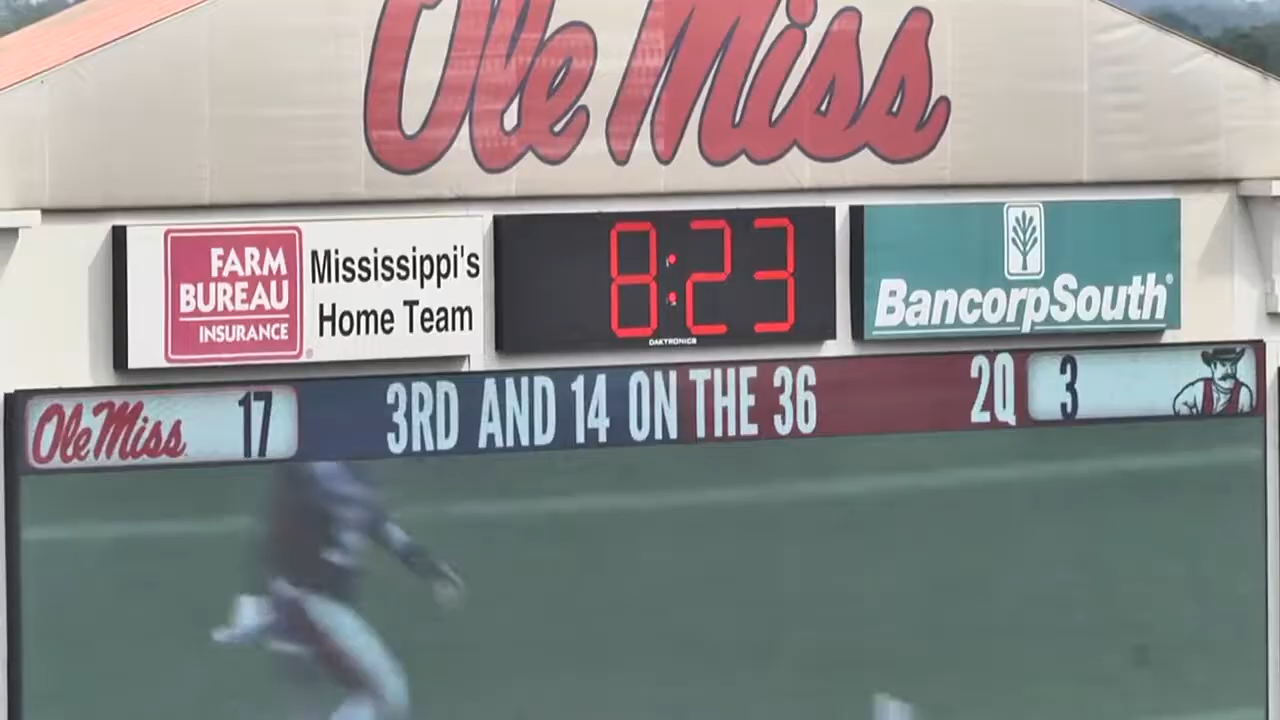 Ole Miss
FARM
BUREAU
INSURANCE
Mississippi's
Home Team
8:23
DAKTRONICS
BancorpSouth
Ole Miss 17 3RD AND 14 ON THE 36 2Q 3